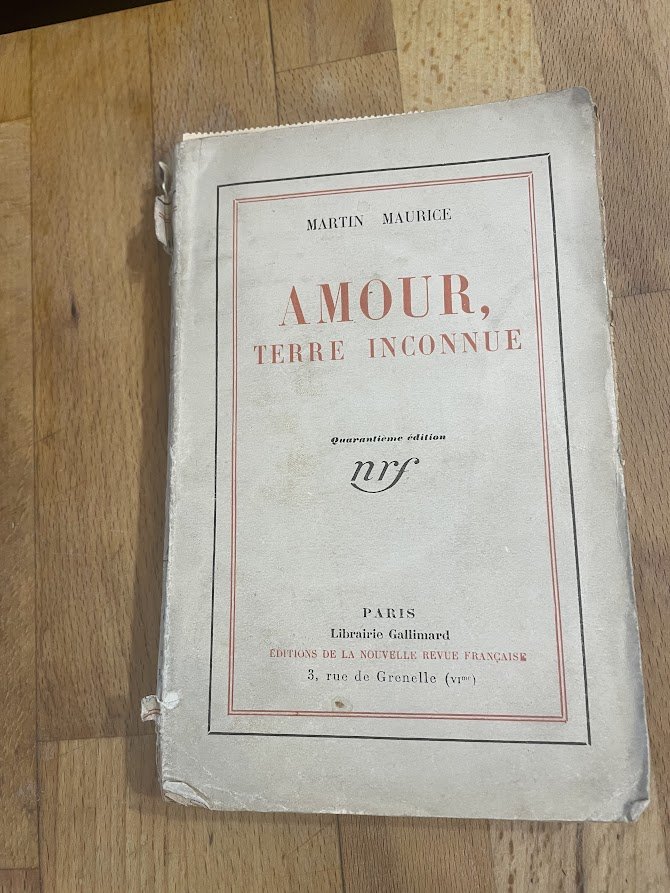 MARTIN MAURICE
AMOUR,
TERRE INCONNUE
Quarantième édition
nrf
PARIS
Librairie Gallimard
ÉDITIONS DE LA NOUVELLE REVUE FRANÇAISE
3, rue de Grenelle (VIme)